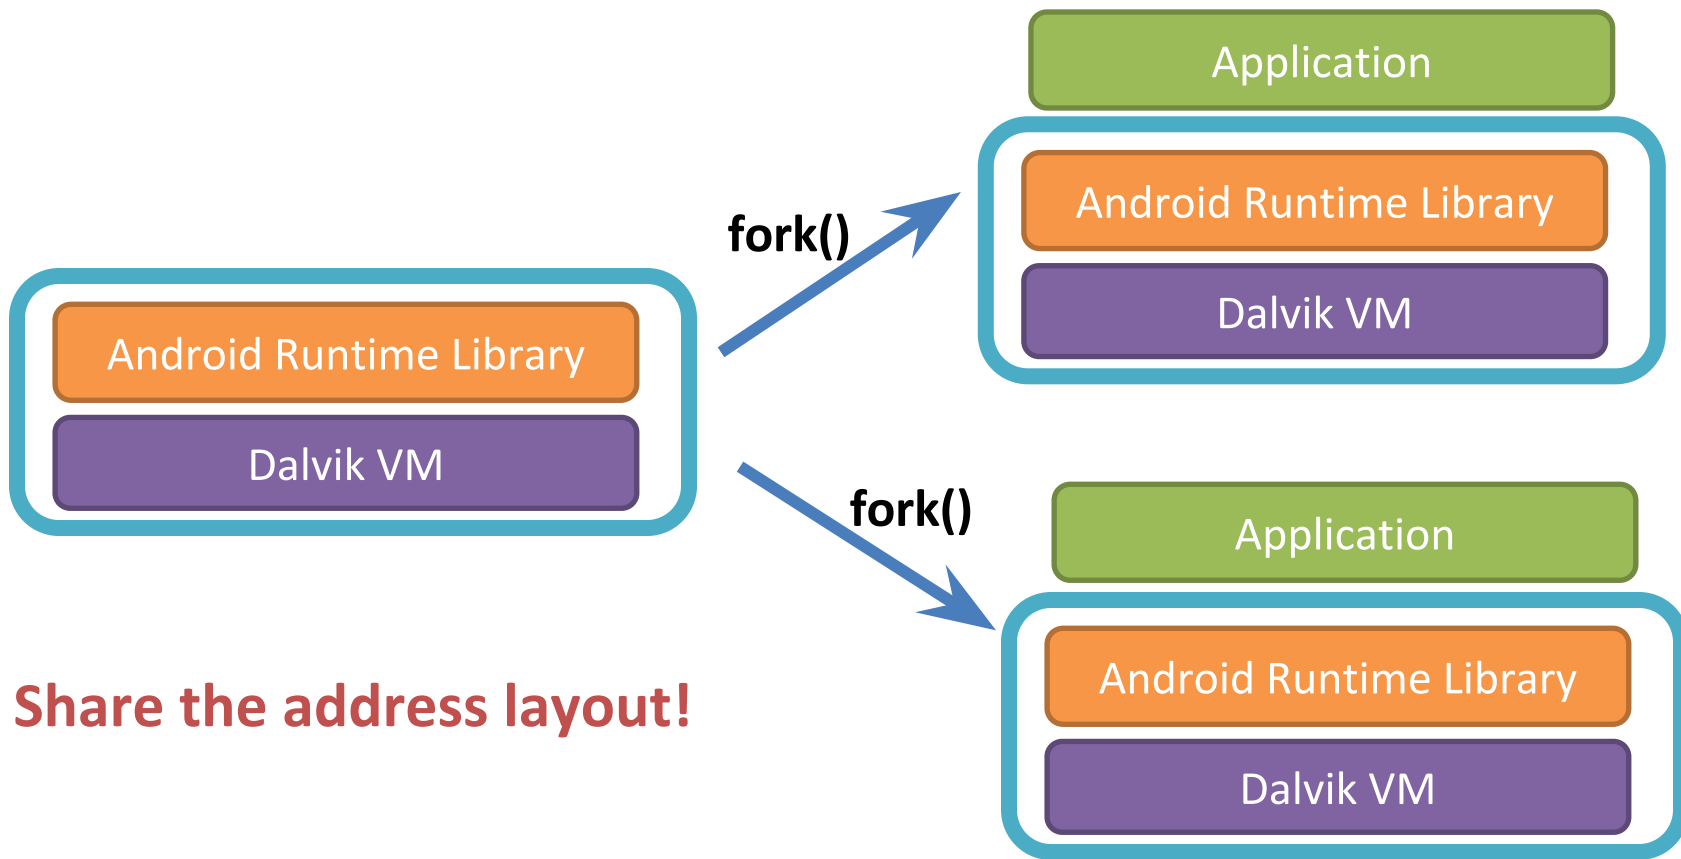 Android Runtime Library
Dalvik VM
fork()
Application
Android Runtime Library
Dalvik VM
fork()
Application
Android Runtime Library
Dalvik VM
Share the address layout!